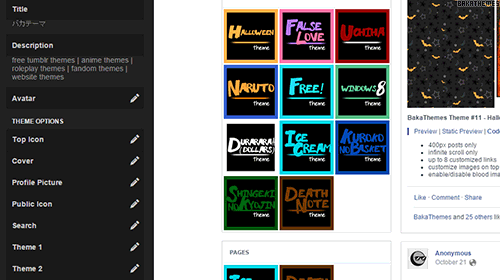 Title
バカテーマ
Description
free tumblr themes | anime themes |
roleplay themes | fandom themes |
website themes
Avatar
THEME OPTIONS
Top Icon
Cover
Profile Picture
Public Icon
Search
Theme 1
Theme 2
Halloween
Theme
False
Love
Theme
Uchiha
Theme
Naruto
Theme
Free!
Theme
Windows 8
Theme
Durarara
Dollars!
Theme
Ice
Cream
Theme
Kuroko
No Basket
Theme
Shingeki
No Kyojin
Theme
Death
Note
Theme
PAGES
BAKATHEMES
BakaThemes Theme #11 - Hall
Preview | Static Preview | Cod
400px posts only
infinite scroll only
up to 8 customized links
customize images on top
enable/disable blood ima
Like · Comment · Share
BakaThemes and 25 others lik
Anonymous
October 21